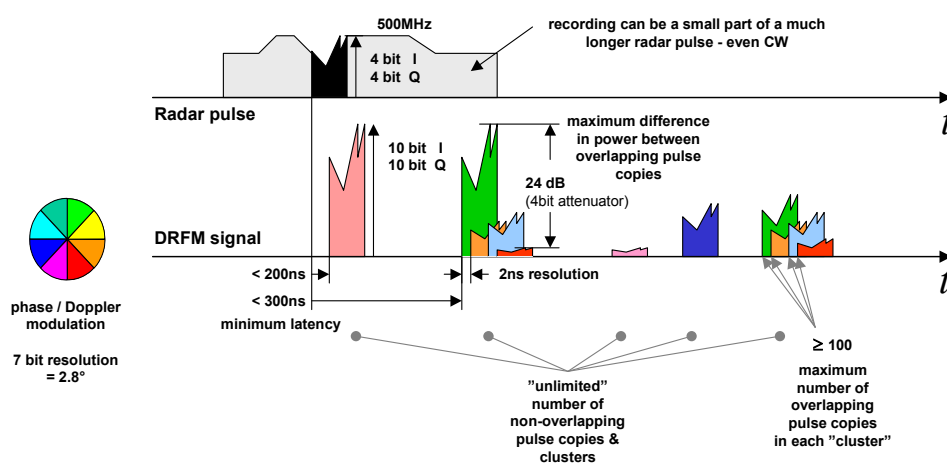 500MHz
recording can be a small part of a much
longer radar pulse - even CW
4 bit I
4 bit Q
Radar pulse
t
10 bit I
10 bit Q
maximum difference
in power between
overlapping pulse
copies
24 dB
(4bit attenuator)
DRFM signal
t
< 200ns
2ns resolution
< 300ns
minimum latency
phase / Doppler
modulation
7 bit resolution
= 2.8°
”unlimited”
number of
non-overlapping
pulse copies &
clusters
≥ 100
maximum
number of
overlapping
pulse copies
in each ”cluster”